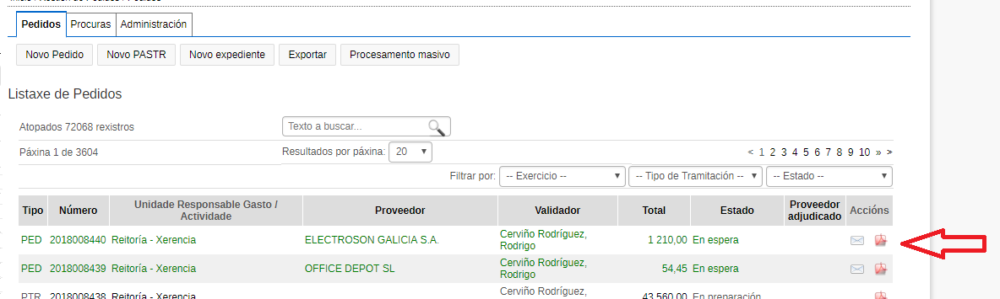 Pedidos Procuras Administración
Novo Pedido Novo PASTR Novo expediente Exportar Procesamento masivo
Listaxe de Pedidos
Atopados 72068 rexistros Texto a buscar...
Páxina 1 de 3604 Resultados por páxina: 20 < 1 2 3 4 5 6 7 8 9 10 » >
Filtrar por: -- Exercicio -- -- Tipo de Tramitación -- -- Estado --
Tipo Número Unidade Responsable Gasto / Actividade Proveedor Validador Total Estado Proveedor adjudicado Accións
PED 2018008440 Reitoría - Xerencia ELECTROSON GALICIA S.A. Cerviño Rodríguez, Rodrigo 1 210,00 En espera
PED 2018008439 Reitoría - Xerencia OFFICE DEPOT SL Cerviño Rodríguez, Rodrigo 54,45 En espera
PTR 2018008438 Reitoría - Xerencia Cerviño Rodríguez, 43 560,00 En preparación